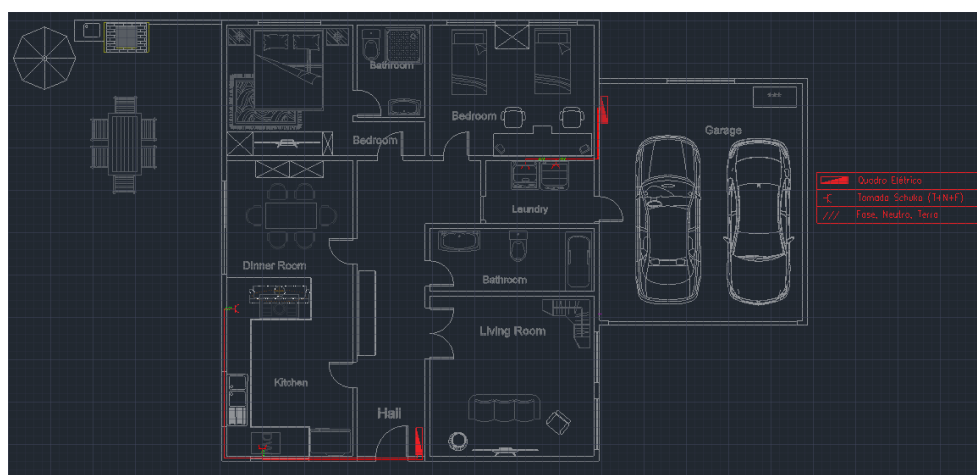 Bathroom
Bedroom
Bedroom
Garage
Quadro Elétrico
Tomada Schuko (T+N+F)
Fase, Neutro, Terra
Laundry
Dinner Room
Bathroom
Living Room
Kitchen
Hall
DW